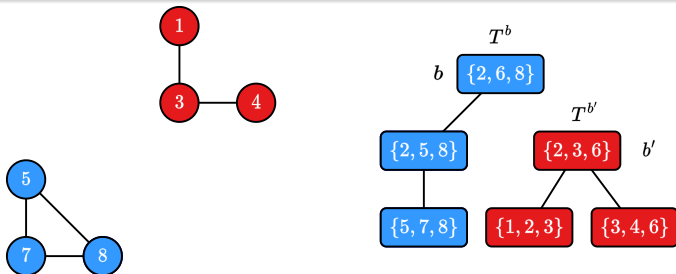 1
T^b
b {2, 6, 8}
3 4
T^{b'}
{2, 5, 8} {2, 3, 6} b'
5
{5, 7, 8} {1, 2, 3} {3, 4, 6}
7 8